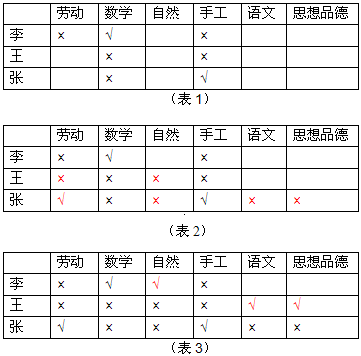 劳动 数学 自然 手工 语文 思想品德
李 × √ ×
王 × ×
张 × √
(表 1)
劳动 数学 自然 手工 语文 思想品德
李 × √ ×
王 × × × ×
张 √ × × √ × ×
(表 2)
劳动 数学 自然 手工 语文 思想品德
李 × √ √ ×
王 × × × × √ √
张 √ × × √ × ×
(表 3)